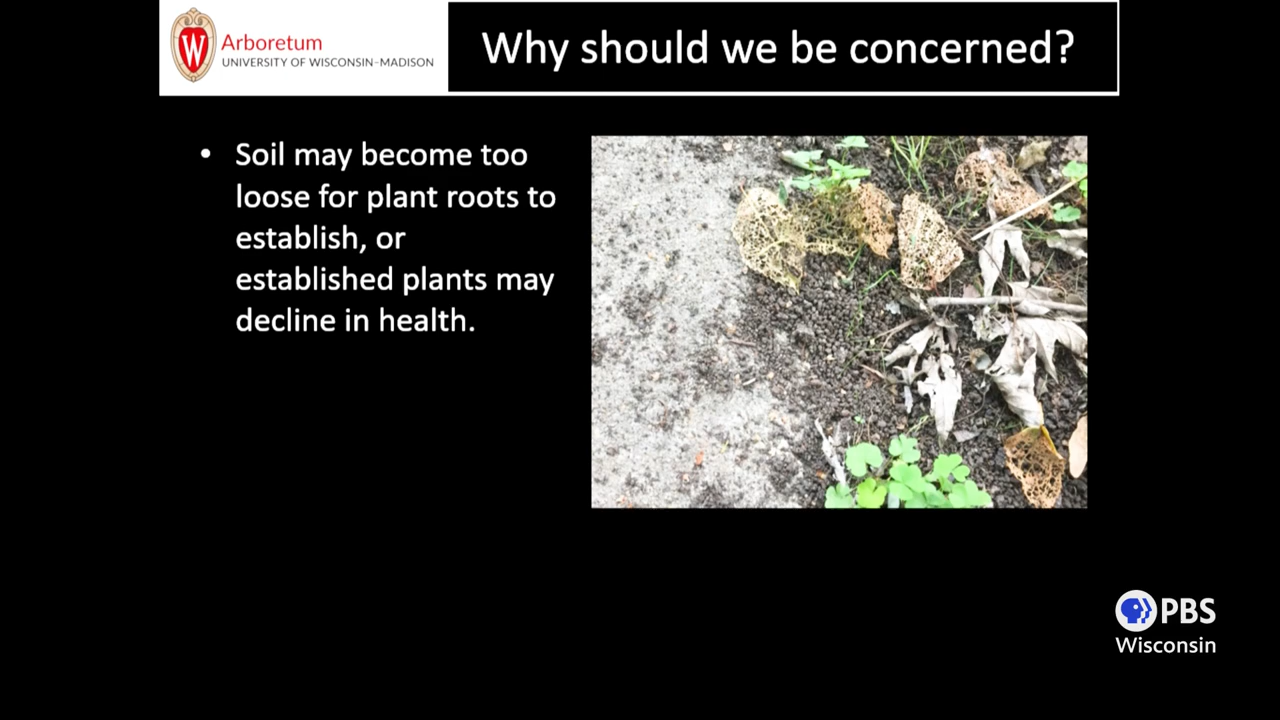 W
Arboretum
UNIVERSITY OF WISCONSIN-MADISON
Why should we be concerned?
• Soil may become too
loose for plant roots to
establish, or
established plants may
decline in health.
PBS
Wisconsin